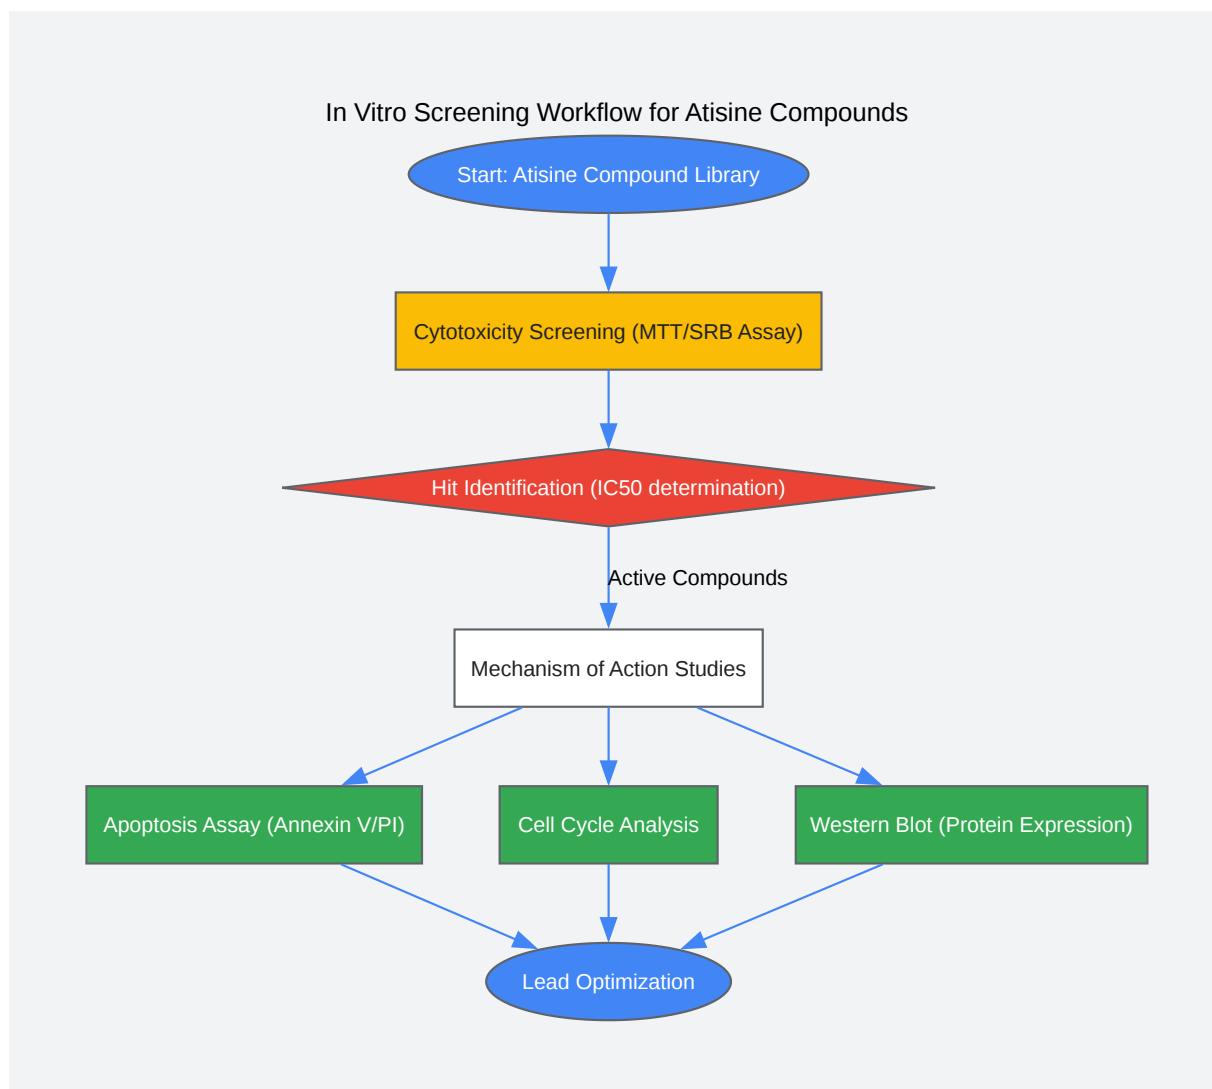 In Vitro Screening Workflow for Atisine Compounds
Start: Atisine Compound Library
Cytotoxicity Screening (MTT/SRB Assay)
Hit Identification (IC50 determination)
Active Compounds
Mechanism of Action Studies
Apoptosis Assay (Annexin V/PI)
Cell Cycle Analysis
Western Blot (Protein Expression)
Lead Optimization